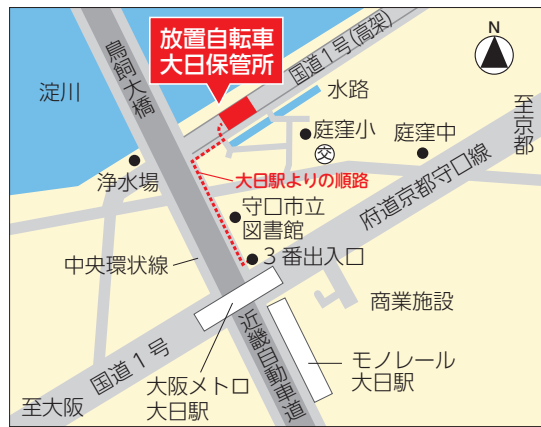 放置自転車
大日保管所
国道1号(高架)
N
鳥飼大橋
淀川
水路
至京都
庭窪小
交
庭窪中
浄水場
大日駅よりの順路
府道京都守口線
守口市立
図書館
中央環状線
3番出入口
商業施設
国道1号
近畿自動車道
大阪メトロ
大日駅
モノレール
大日駅
至大阪